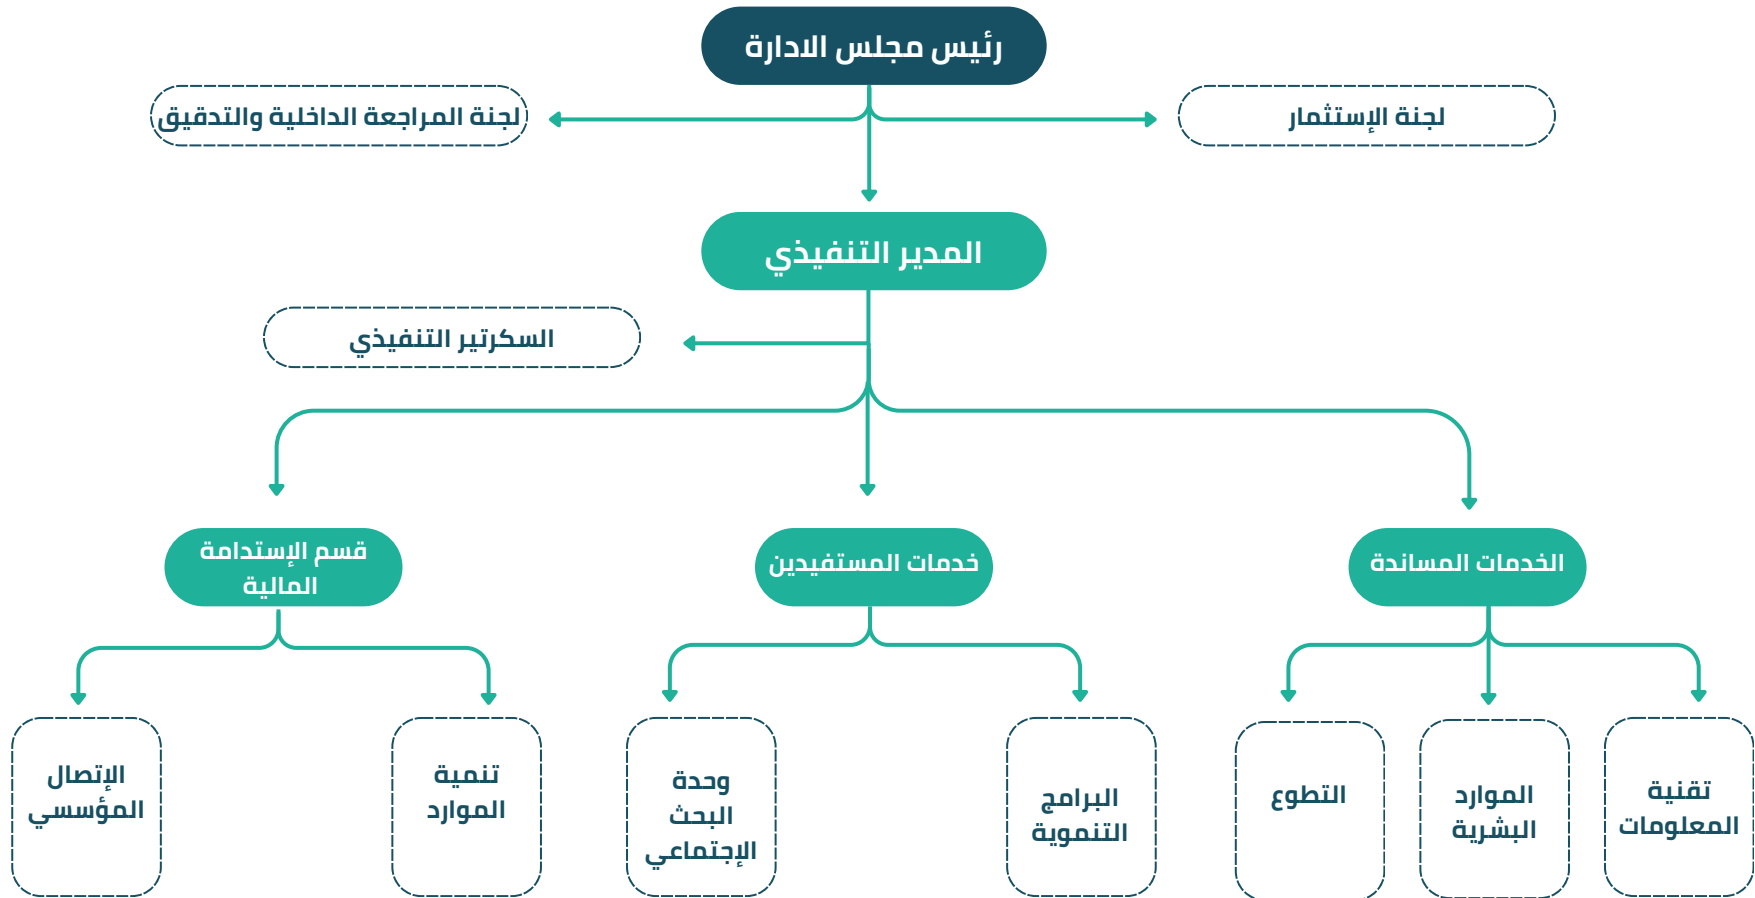 رئيس مجلس الادارة
لجنة الإستثمار
لجنة المراجعة الداخلية والتدقيق
المدير التنفيذي
السكرتير التنفيذي
الخدمات المساندة
خدمات المستفيدين
قسم الإستدامة
المالية
تقنية
المعلومات
الموارد
البشرية
التطوع
البرامج
التنموية
وحدة
البحث
الإجتماعي
تنمية
الموارد
الإتصال
المؤسسي